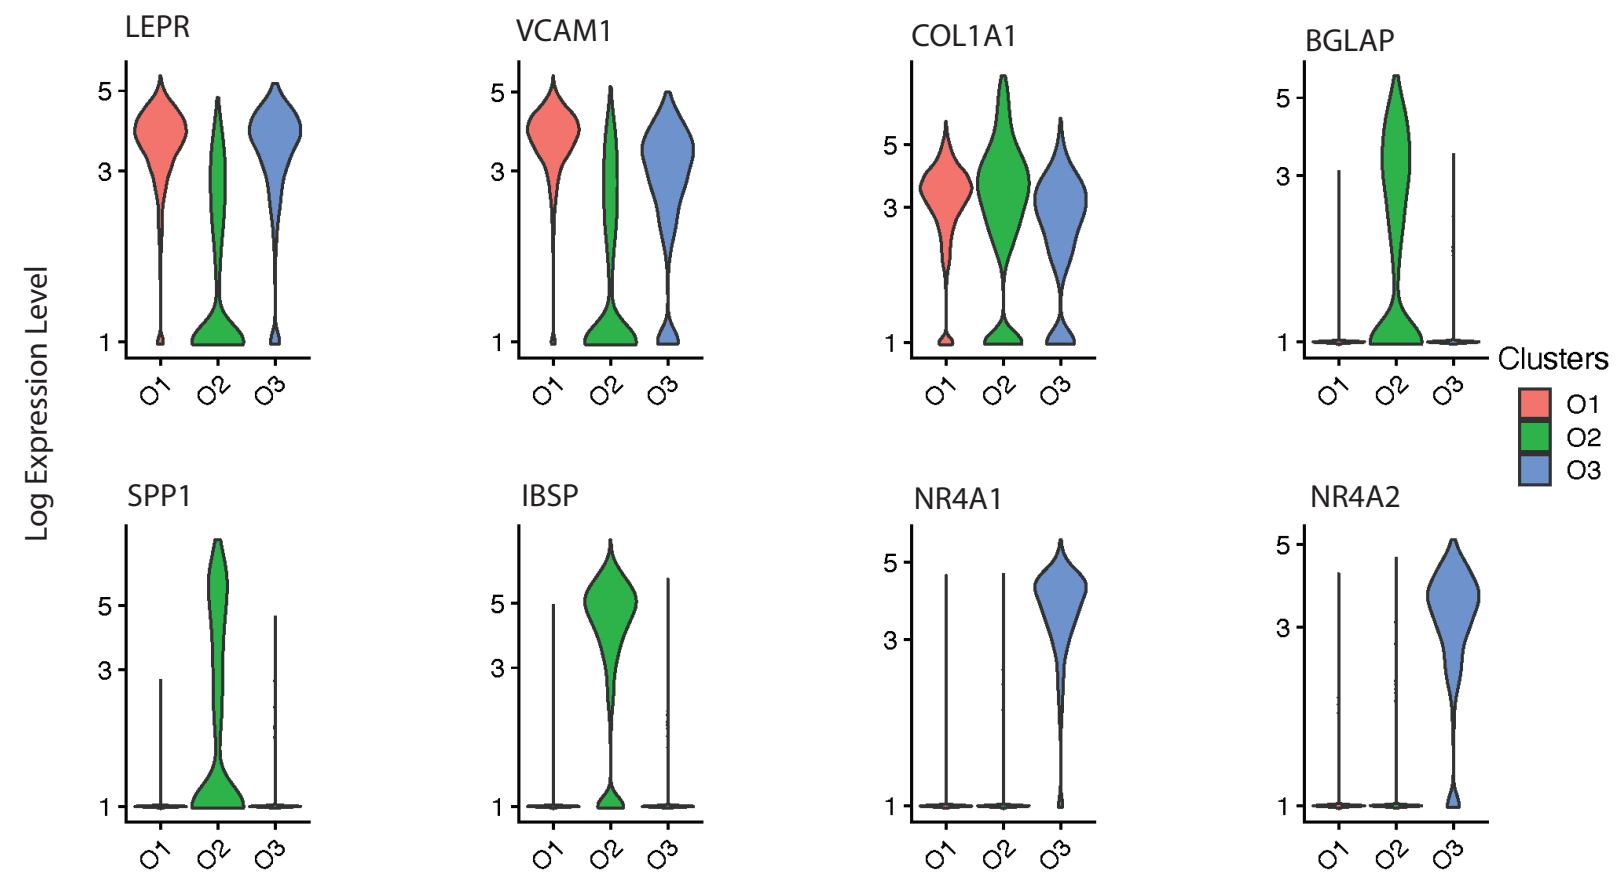 LEPR
VCAM1
COL1A1
BGLAP
5
3
1
O1
O2
O3
5
3
1
O1
O2
O3
5
3
1
O1
O2
O3
5
3
1
O1
O2
O3
Log Expression Level
Clusters
O1
O2
O3
SPP1
IBSP
NR4A1
NR4A2
5
3
1
O1
O2
O3
5
3
1
O1
O2
O3
5
3
1
O1
O2
O3
5
3
1
O1
O2
O3